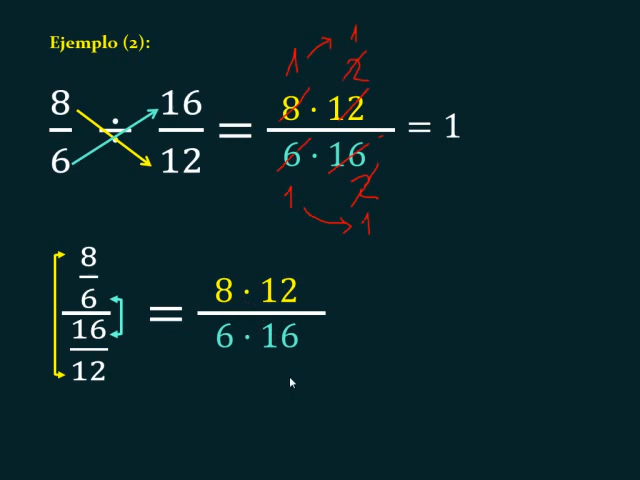 Ejemplo (2):
1 1
2
8/6 ÷ 16/12 = (8 · 12)/(6 · 16) = 1
1 2
1
(8/6)/(16/12) = (8 · 12)/(6 · 16)